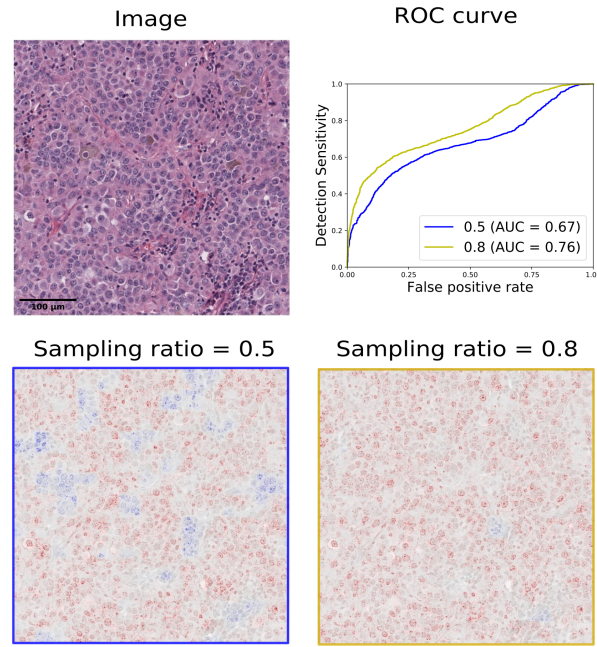 Image
ROC curve
100 μm
1.0
0.8
0.6
0.4
0.2
0.0
Detection Sensitivity
0.5 (AUC = 0.67)
0.8 (AUC = 0.76)
0.00
0.25
0.50
0.75
1.0
False positive rate
Sampling ratio = 0.5
Sampling ratio = 0.8